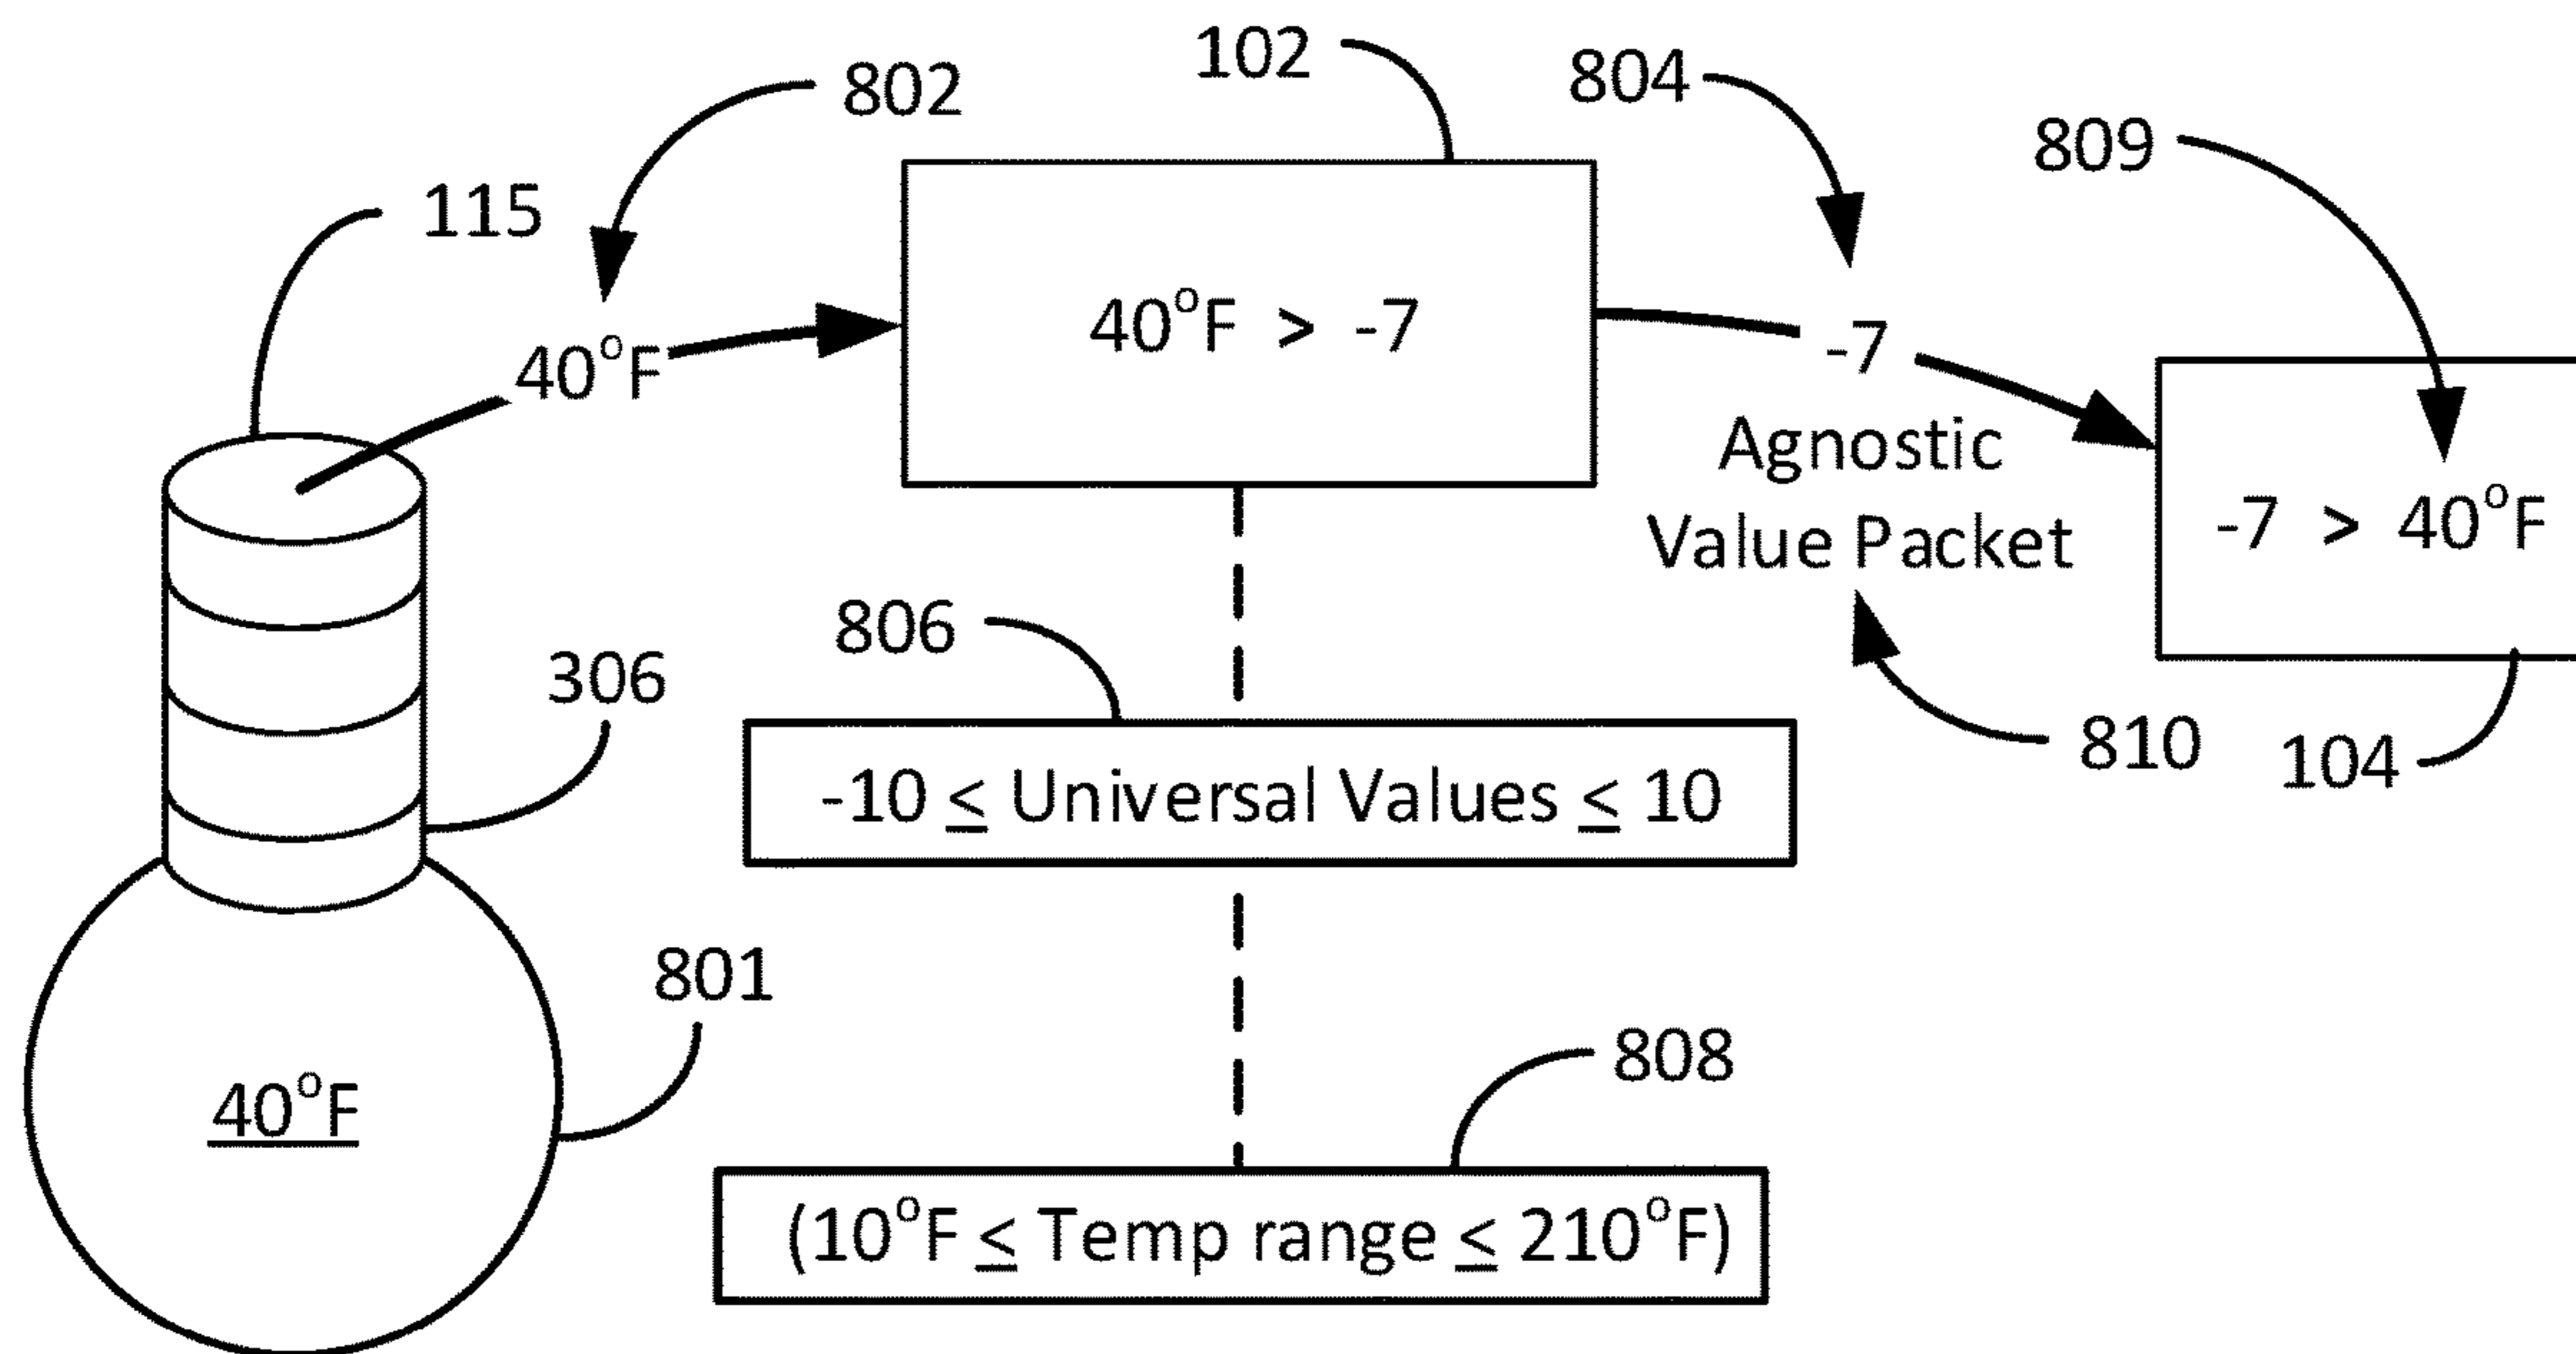 102
802
804
809
115
40°F > -7
40°F
-7
Agnostic
Value Packet
-7 > 40°F
806
306
810
104
-10 ≤ Universal Values ≤ 10
801
808
40°F
(10°F ≤ Temp range ≤ 210°F)